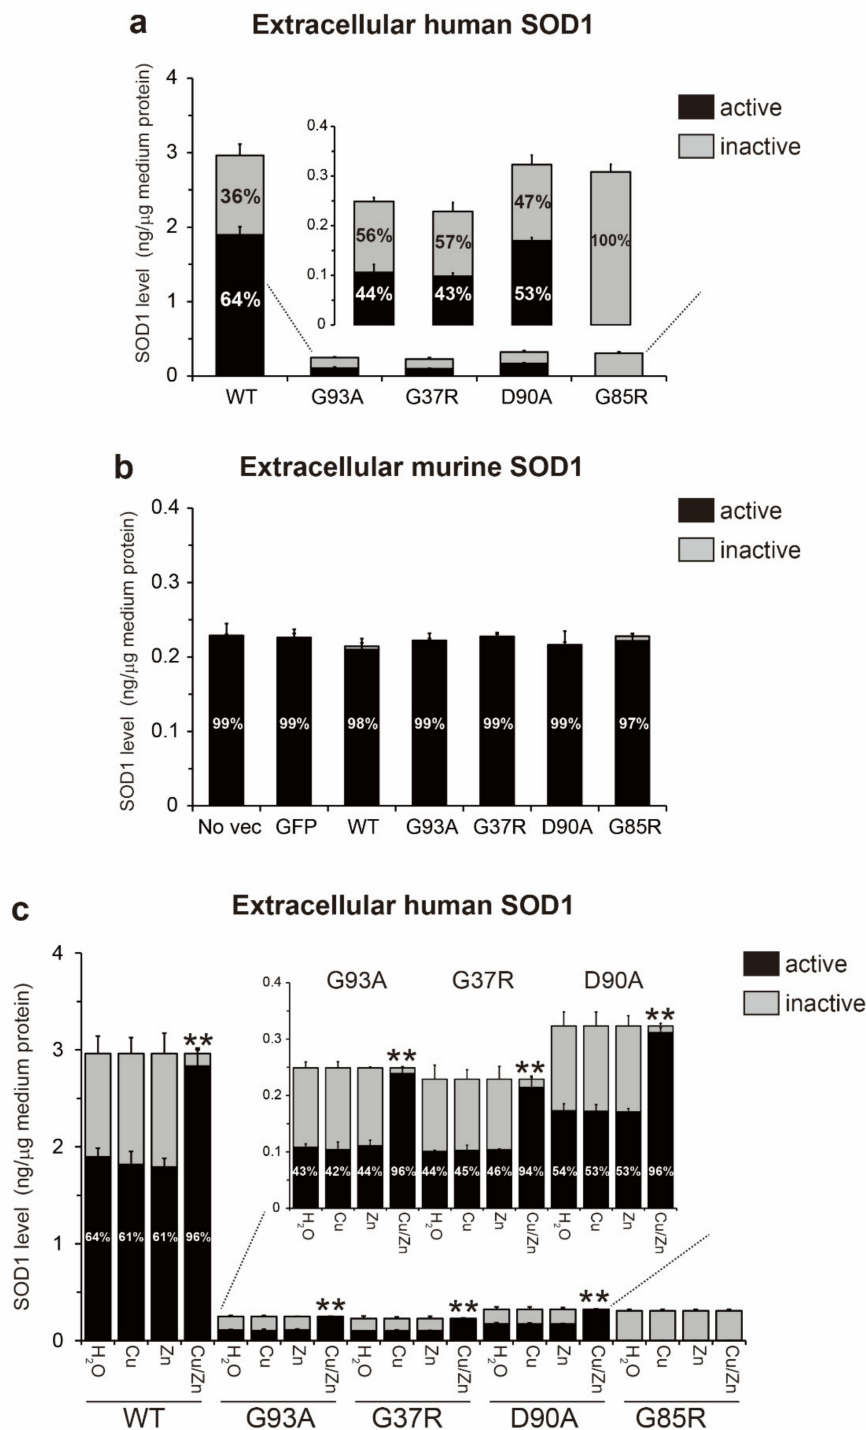 a Extracellular human SOD1
SOD1 level (ng/μg medium protein)
4
3
2
1
0
active
inactive
0.4
0.3
0.2
0.1
0
36%
64%
56%
44%
57%
43%
47%
53%
100%
WT G93A G37R D90A G85R
b Extracellular murine SOD1
SOD1 level (ng/μg medium protein)
0.4
0.3
0.2
0.1
0
active
inactive
99% 99% 98% 99% 99% 99% 97%
No vec GFP WT G93A G37R D90A G85R
c Extracellular human SOD1
SOD1 level (ng/μg medium protein)
4
3
2
1
0
active
inactive
G93A G37R D90A
0.4
0.3
0.2
0.1
0
** ** **
43% 42% 44% 96% 44% 45% 46% 94% 54% 53% 53% 96%
H₂O Cu Zn Cu/Zn H₂O Cu Zn Cu/Zn H₂O Cu Zn Cu/Zn
**
64% 61% 61% 96%
** ** **
H₂O Cu Zn Cu/Zn H₂O Cu Zn Cu/Zn H₂O Cu Zn Cu/Zn H₂O Cu Zn Cu/Zn H₂O Cu Zn Cu/Zn
WT G93A G37R D90A G85R